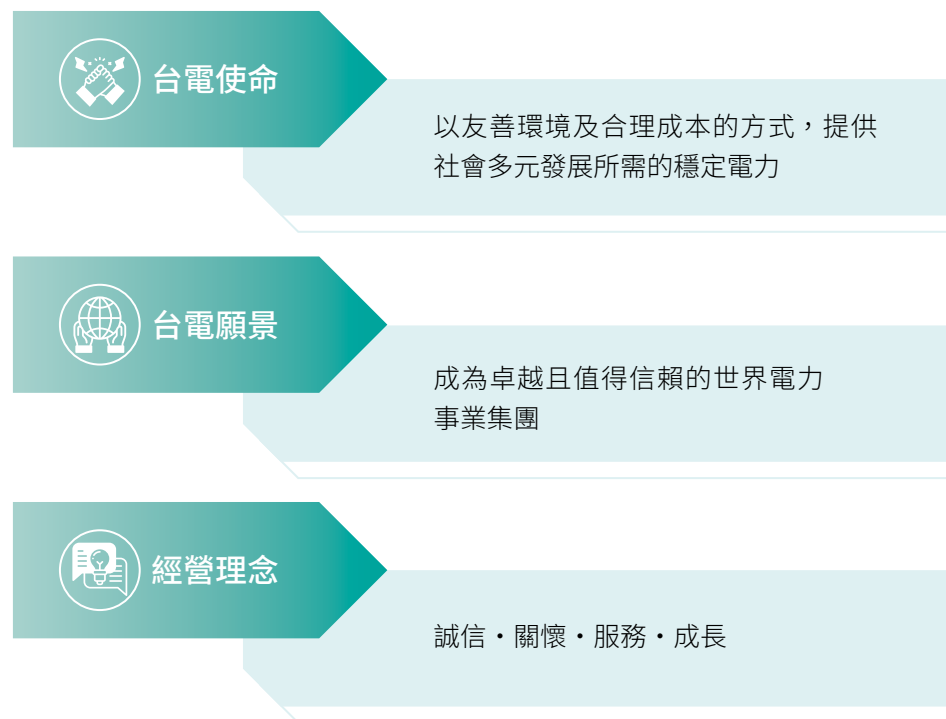 台電使命
以友善環境及合理成本的方式，提供
社會多元發展所需的穩定電力
台電願景
成為卓越且值得信賴的世界電力
事業集團
經營理念
誠信・關懷・服務・成長